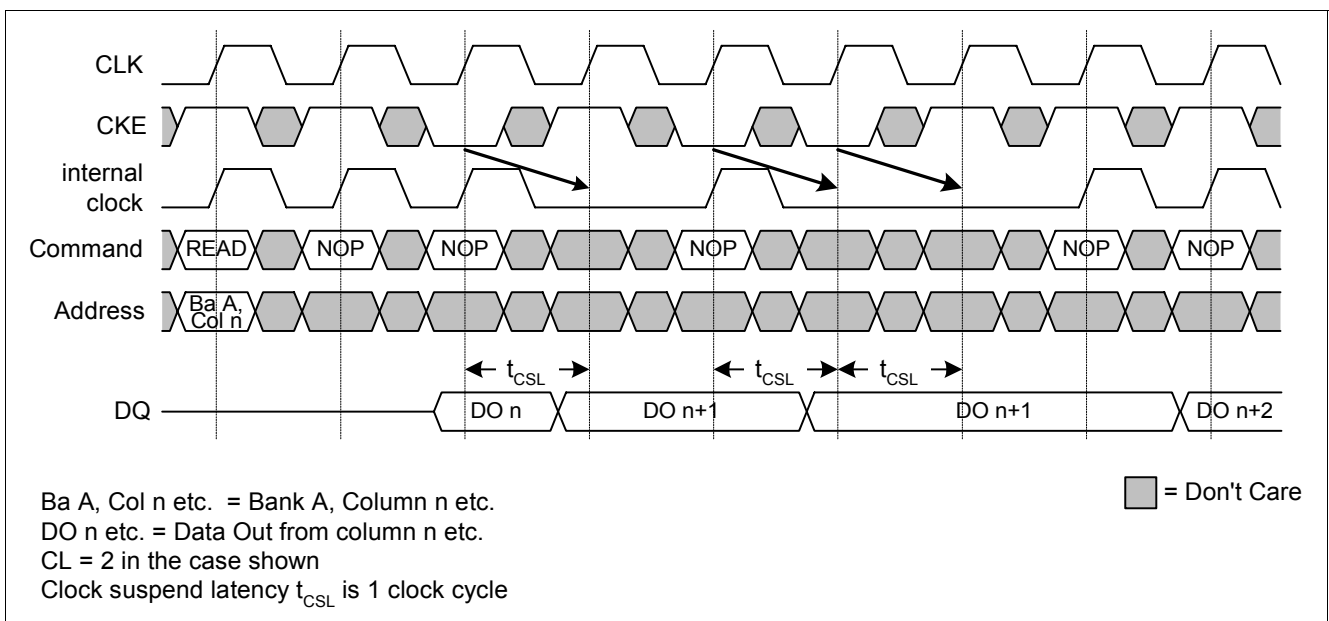 CLK
CKE
internal
clock
Command READ NOP NOP NOP NOP NOP
Address Ba A,
Col n
tCSL tCSL tCSL
DQ DO n DO n+1 DO n+1 DO n+2
Ba A, Col n etc. = Bank A, Column n etc.
= Don't Care
DO n etc. = Data Out from column n etc.
CL = 2 in the case shown
Clock suspend latency tCSL is 1 clock cycle